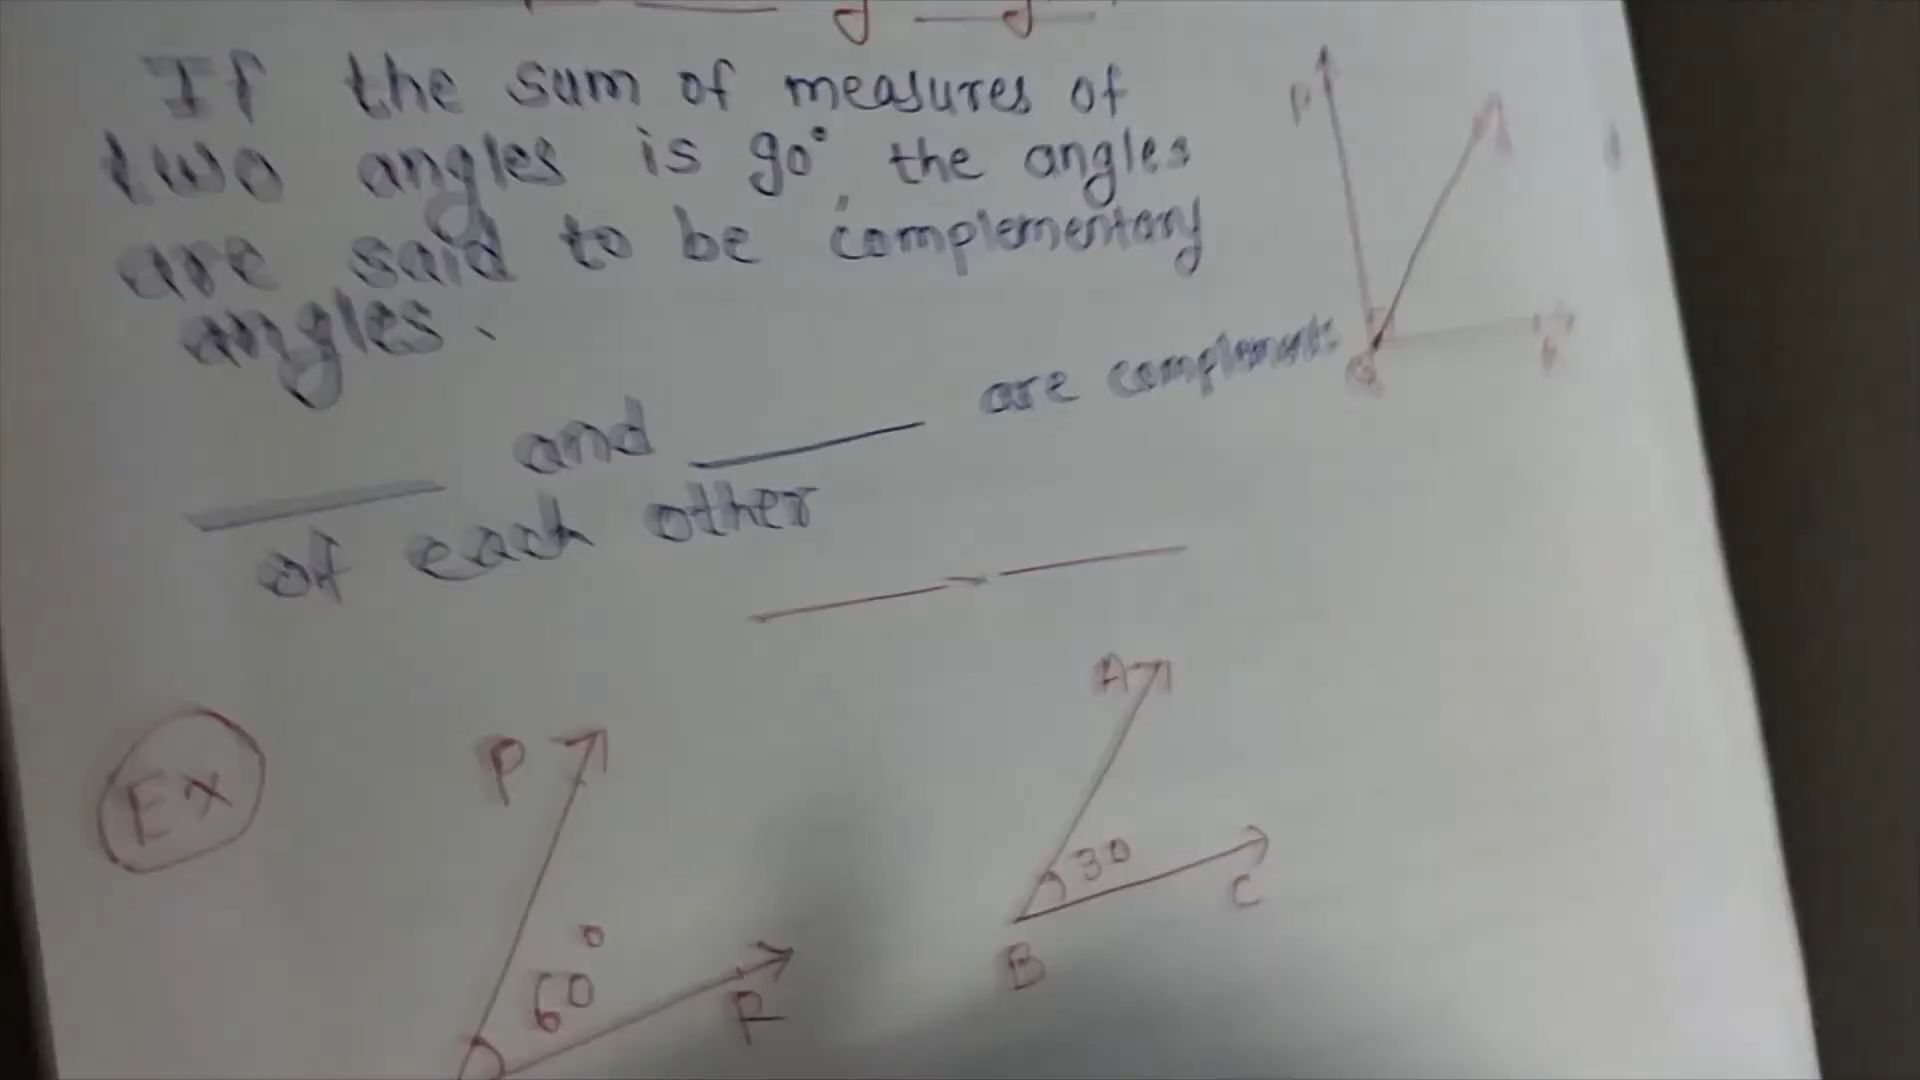 If the sum of measures of
two angles is 90°, the angles
are said to be complementary
angles.
and are complements
of each other
P
Q
Ex
P
60°
R
A
30
B
C